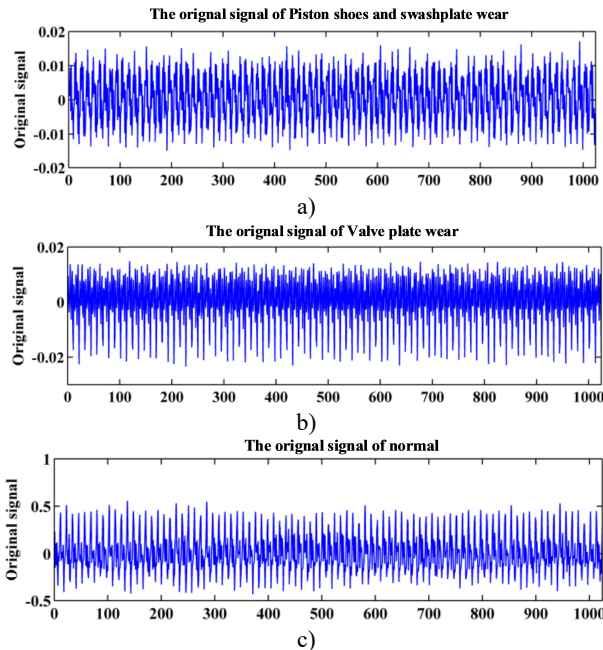 The orignal signal of Piston shoes and swashplate wear
0.02
0.01
0
-0.01
-0.02
Original signal
0 100 200 300 400 500 600 700 800 900 1000
a)
The orignal signal of Valve plate wear
0.02
0
-0.02
Original signal
0 100 200 300 400 500 600 700 800 900 1000
b)
The orignal signal of normal
1
0.5
0
-0.5
Original signal
0 100 200 300 400 500 600 700 800 900 1000
c)